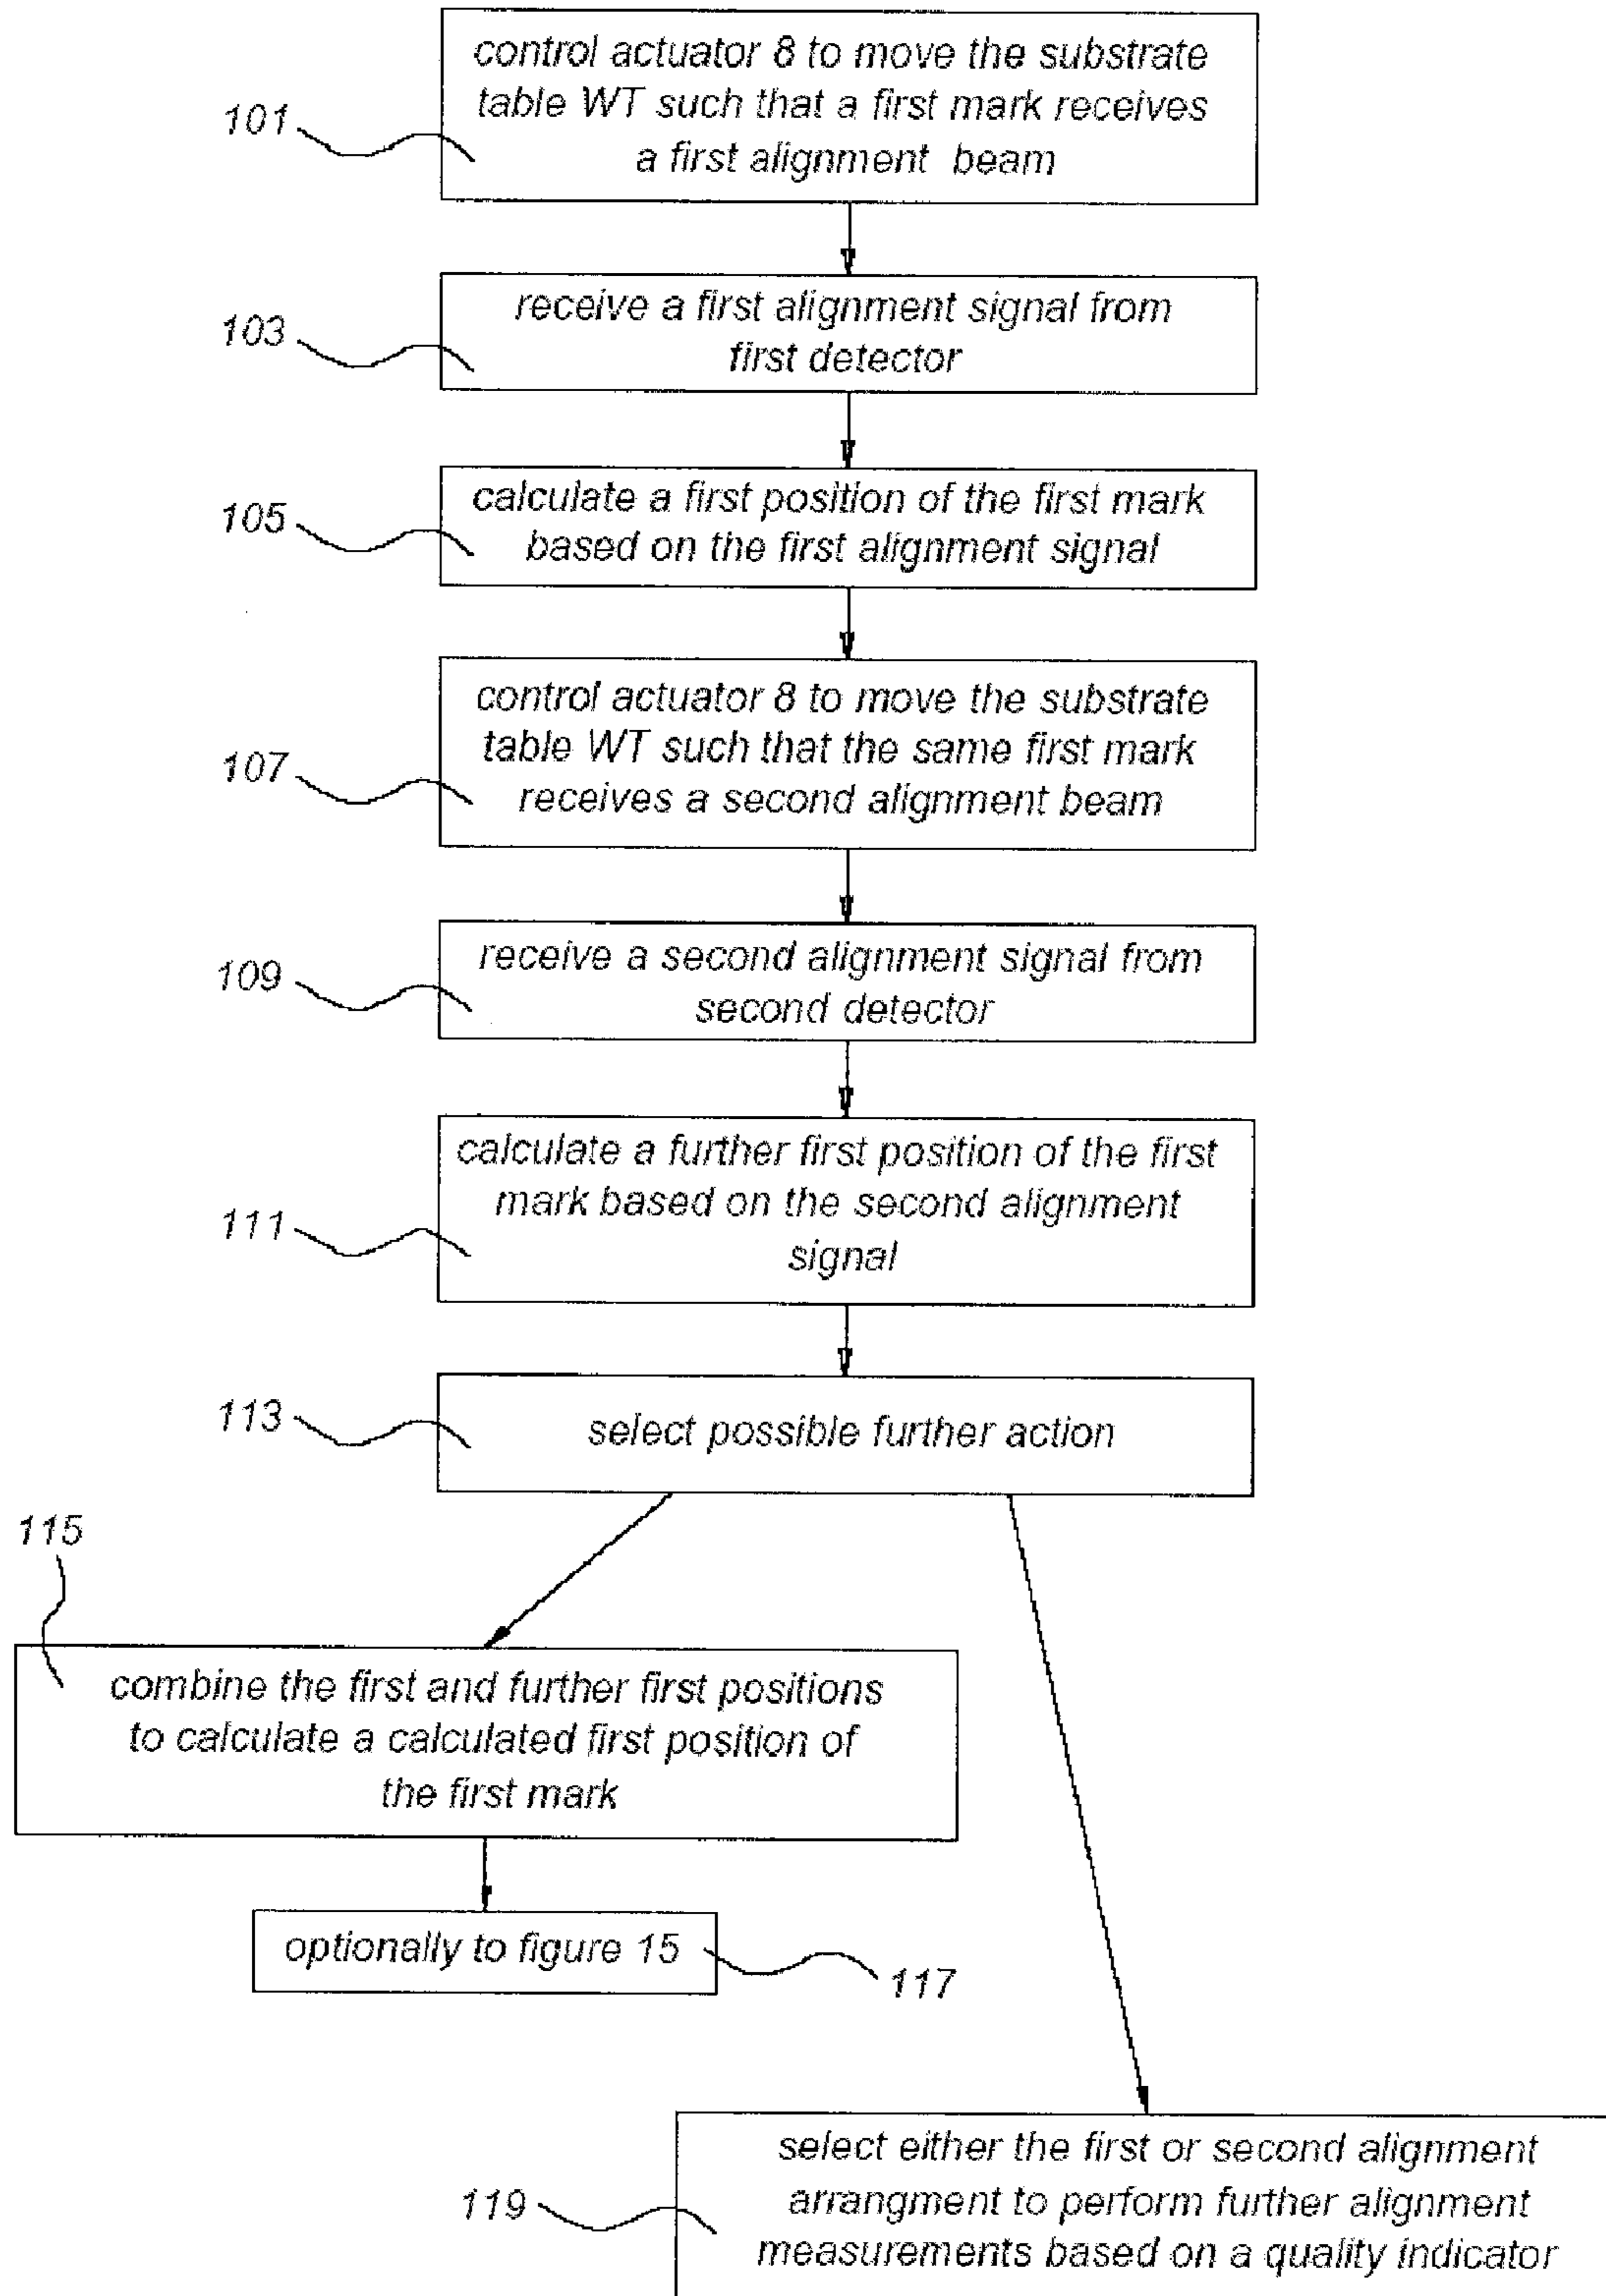 control actuator 8 to move the substrate
table WT such that a first mark receives
a first alignment beam
101
receive a first alignment signal from
first detector
103
calculate a first position of the first mark
based on the first alignment signal
105
control actuator 8 to move the substrate
table WT such that the same first mark
receives a second alignment beam
107
receive a second alignment signal from
second detector
109
calculate a further first position of the first
mark based on the second alignment
signal
111
select possible further action
113
115
combine the first and further first positions
to calculate a calculated first position of
the first mark
optionally to figure 15
117
select either the first or second alignment
arrangment to perform further alignment
measurements based on a quality indicator
119